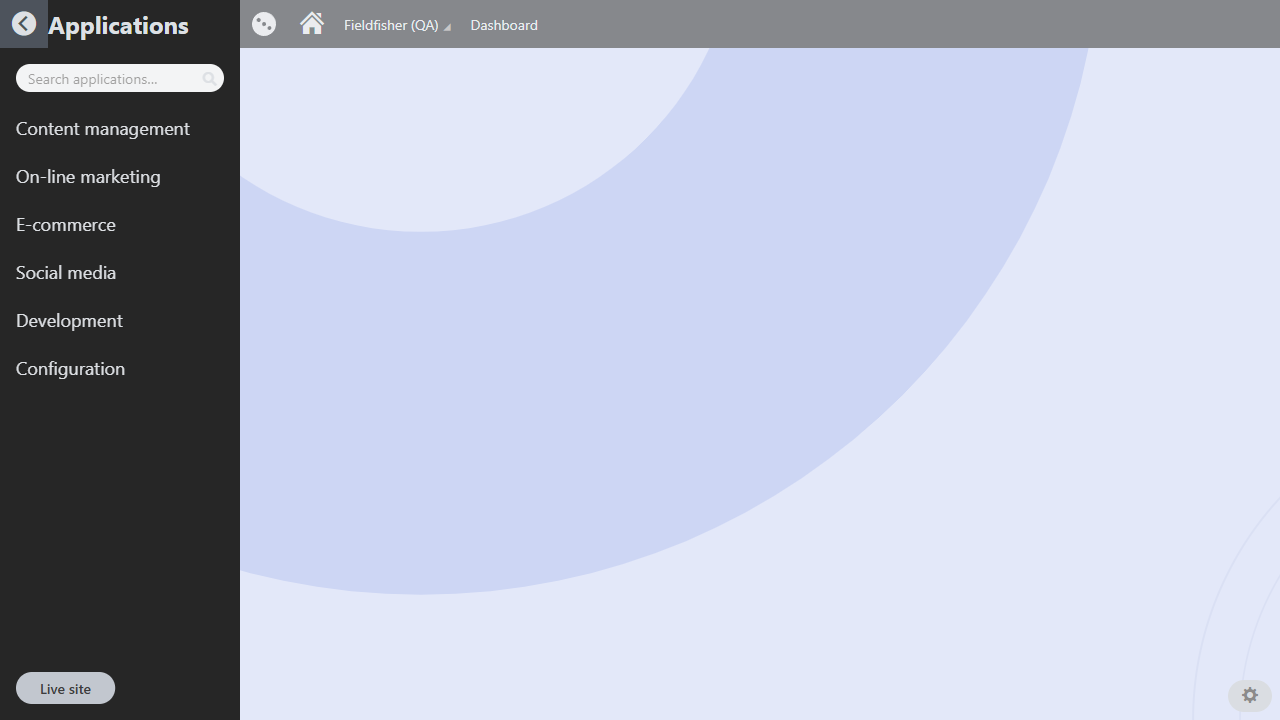 Applications
Fieldfisher (QA)
Dashboard
Search applications...
Content management
On-line marketing
E-commerce
Social media
Development
Configuration
Live site